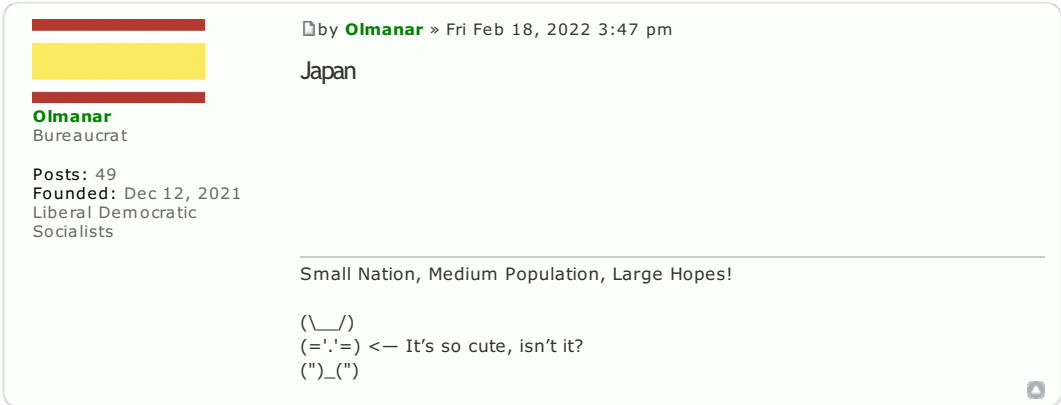 Olmanar
Bureaucrat
Posts: 49
Founded: Dec 12, 2021
Liberal Democratic
Socialists
by Olmanar » Fri Feb 18, 2022 3:47 pm
Japan
Small Nation, Medium Population, Large Hopes!
(\__/)
(='.'=) <— It’s so cute, isn’t it?
(")_(")